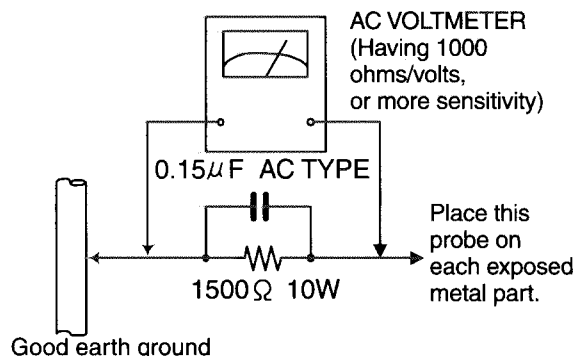 AC VOLTMETER
(Having 1000
ohms/volts,
or more sensitivity)
0.15μF AC TYPE
Place this
probe on
each exposed
metal part.
1500Ω 10W
Good earth ground